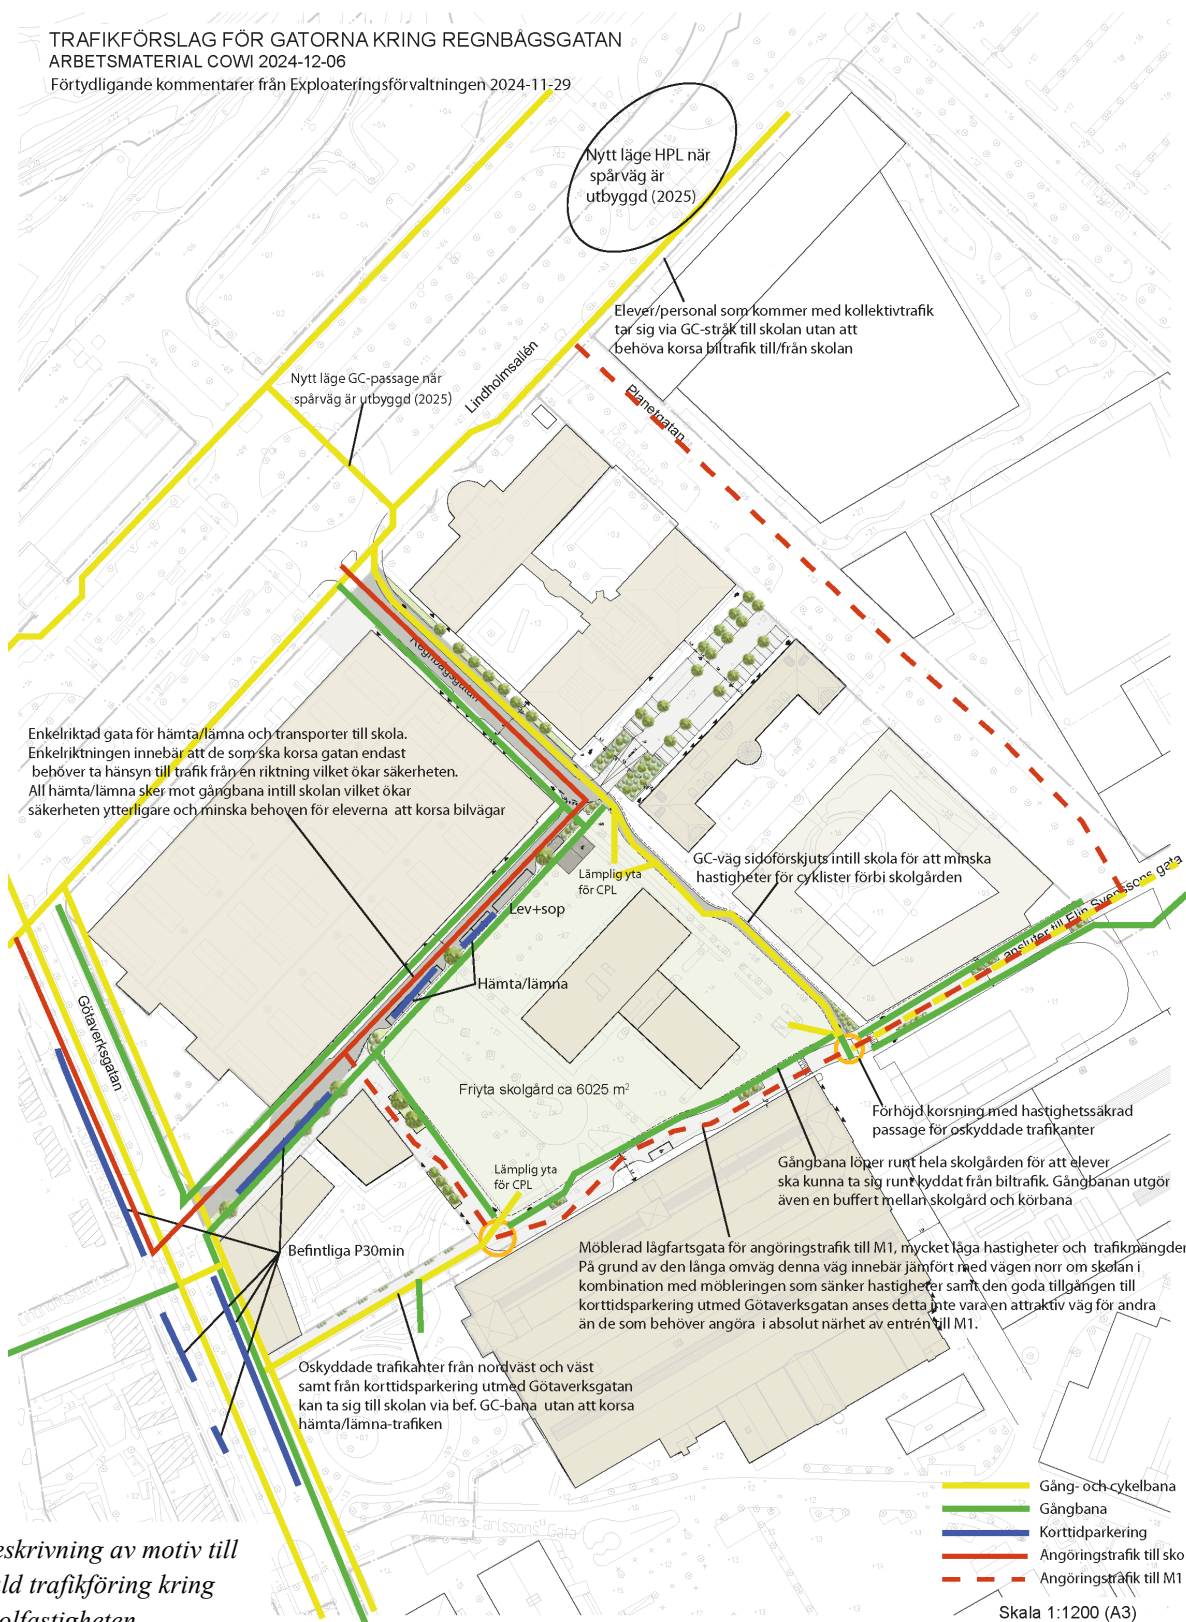 TRAFIKFÖRSLAG FÖR GATORNA KRING REGNBÅGSGATAN
ARBETSMATERIAL COWI 2024-12-06
Förtydligande kommentarer från Exploateringsförvaltningen 2024-11-29
Nytt läge HPL när
spårväg är
utbyggd (2025)
Elever/personal som kommer med kollektivtrafik
tar sig via GC-stråk till skolan utan att
behöva korsa biltrafik till/från skolan
Lindholmsallén
Nytt läge GC-passage när
spårväg är utbyggd (2025)
Planetgatan
Regnbågsgatan
Enkelriktad gata för hämta/lämna och transporter till skola.
Enkelriktningen innebär att de som ska korsa gatan endast
behöver ta hänsyn till trafik från en riktning vilket ökar säkerheten.
All hämta/lämna sker mot gångbana intill skolan vilket ökar
säkerheten ytterligare och minska behoven för eleverna att korsa bilvägar
GC-väg sidoförskjuts intill skola för att minska
hastigheter för cyklister förbi skolgården
Lämplig yta
för CPL
Lev+sop
ansluter till Elin Svenssons gata
Hämta/lämna
Götaverksgatan
Friyta skolgård ca 6025 m²
Förhöjd korsning med hastighetssäkrad
passage för oskyddade trafikanter
Gångbana löper runt hela skolgården för att elever
ska kunna ta sig runt skyddat från biltrafik. Gångbanan utgör
även en buffert mellan skolgård och körbana
Lämplig yta
för CPL
Befintliga P30min
Möblerad lågfartsgata för angöringstrafik till M1, mycket låga hastigheter och trafikmängder
På grund av den långa omväg denna väg innebär jämfört med vägen norr om skolan i
kombination med möbleringen som sänker hastigheter samt den goda tillgången till
korttidsparkering utmed Götaverksgatan anses detta inte vara en attraktiv väg för andra
än de som behöver angöra i absolut närhet av entrén till M1.
Oskyddade trafikanter från nordväst och väst
samt från korttidsparkering utmed Götaverksgatan
kan ta sig till skolan via bef. GC-bana utan att korsa
hämta/lämna-trafiken
Anders Carlssons Gata
Gång- och cykelbana
Gångbana
Korttidparkering
Angöringstrafik till sko
Angöringstrafik till M1
Skala 1:1200 (A3)
eskrivning av motiv till
ld trafikföring kring
olfastigheten